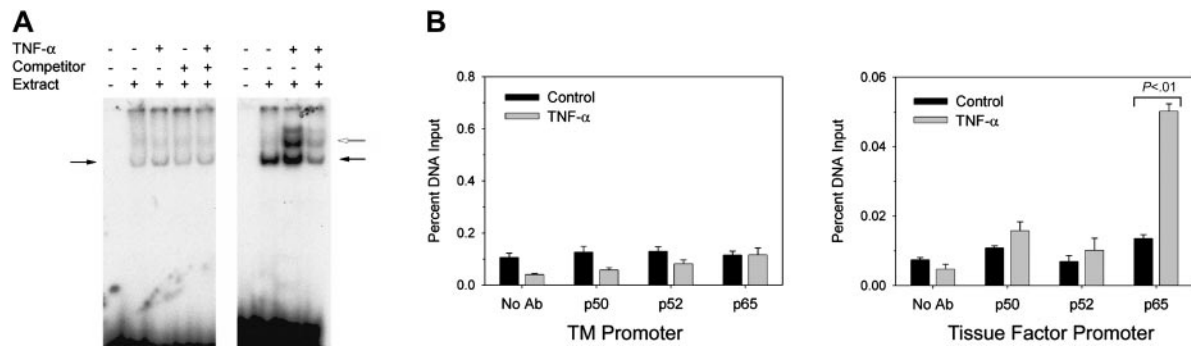 A
TNF-α - - + - + - - + +
Competitor - - - + + - - - +
Extract - + + + + - + + +
B
0.8
0.6
0.4
0.2
0.0
Percent DNA Input
Control
TNF-α
No Ab p50 p52 p65
TM Promoter
0.06
0.04
0.02
0.00
Percent DNA Input
Control
TNF-α
P<.01
No Ab p50 p52 p65
Tissue Factor Promoter